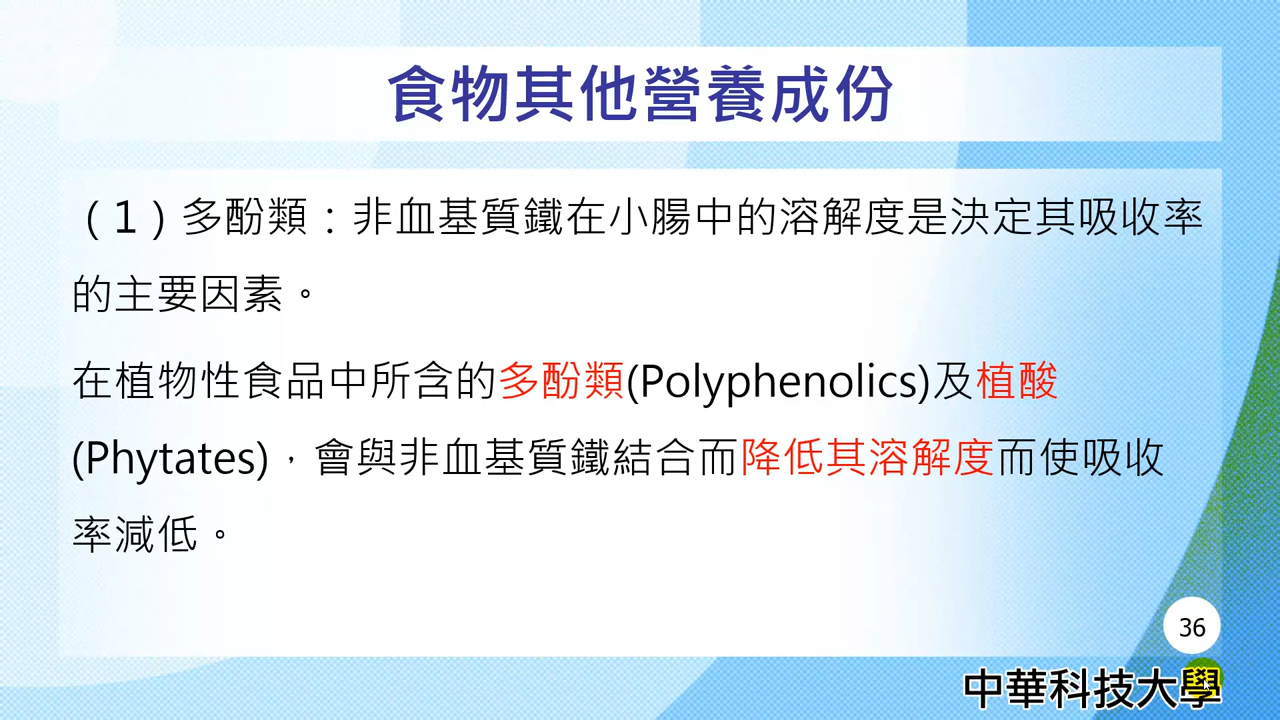 食物其他營養成份
（1）多酚類：非血基質鐵在小腸中的溶解度是決定其吸收率
的主要因素。
在植物性食品中所含的多酚類(Polyphenolics)及植酸
(Phytates)，會與非血基質鐵結合而降低其溶解度而使吸收
率減低。
36
中華科技大學